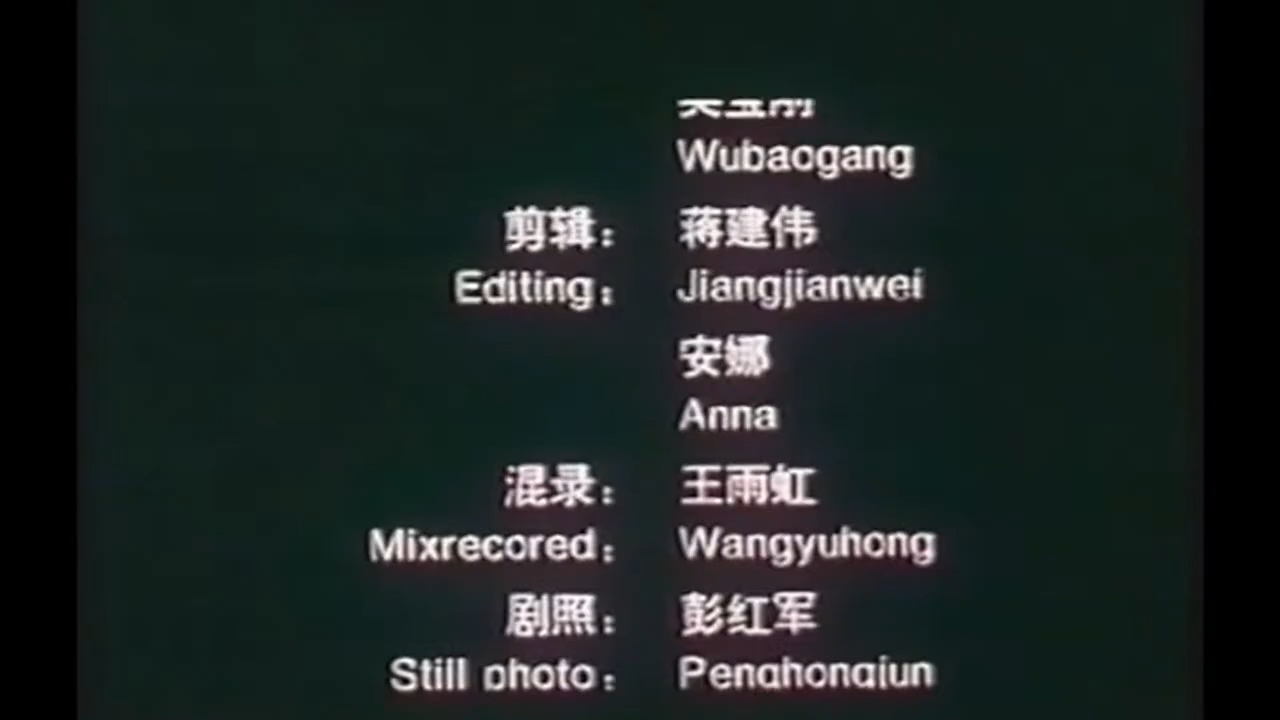 Wubaogang
剪辑： 蒋建伟
Editing： Jiangjianwei
安娜
Anna
混录： 王雨虹
Mixrecored： Wangyuhong
剧照： 彭红军
Still photo： Penghongjun